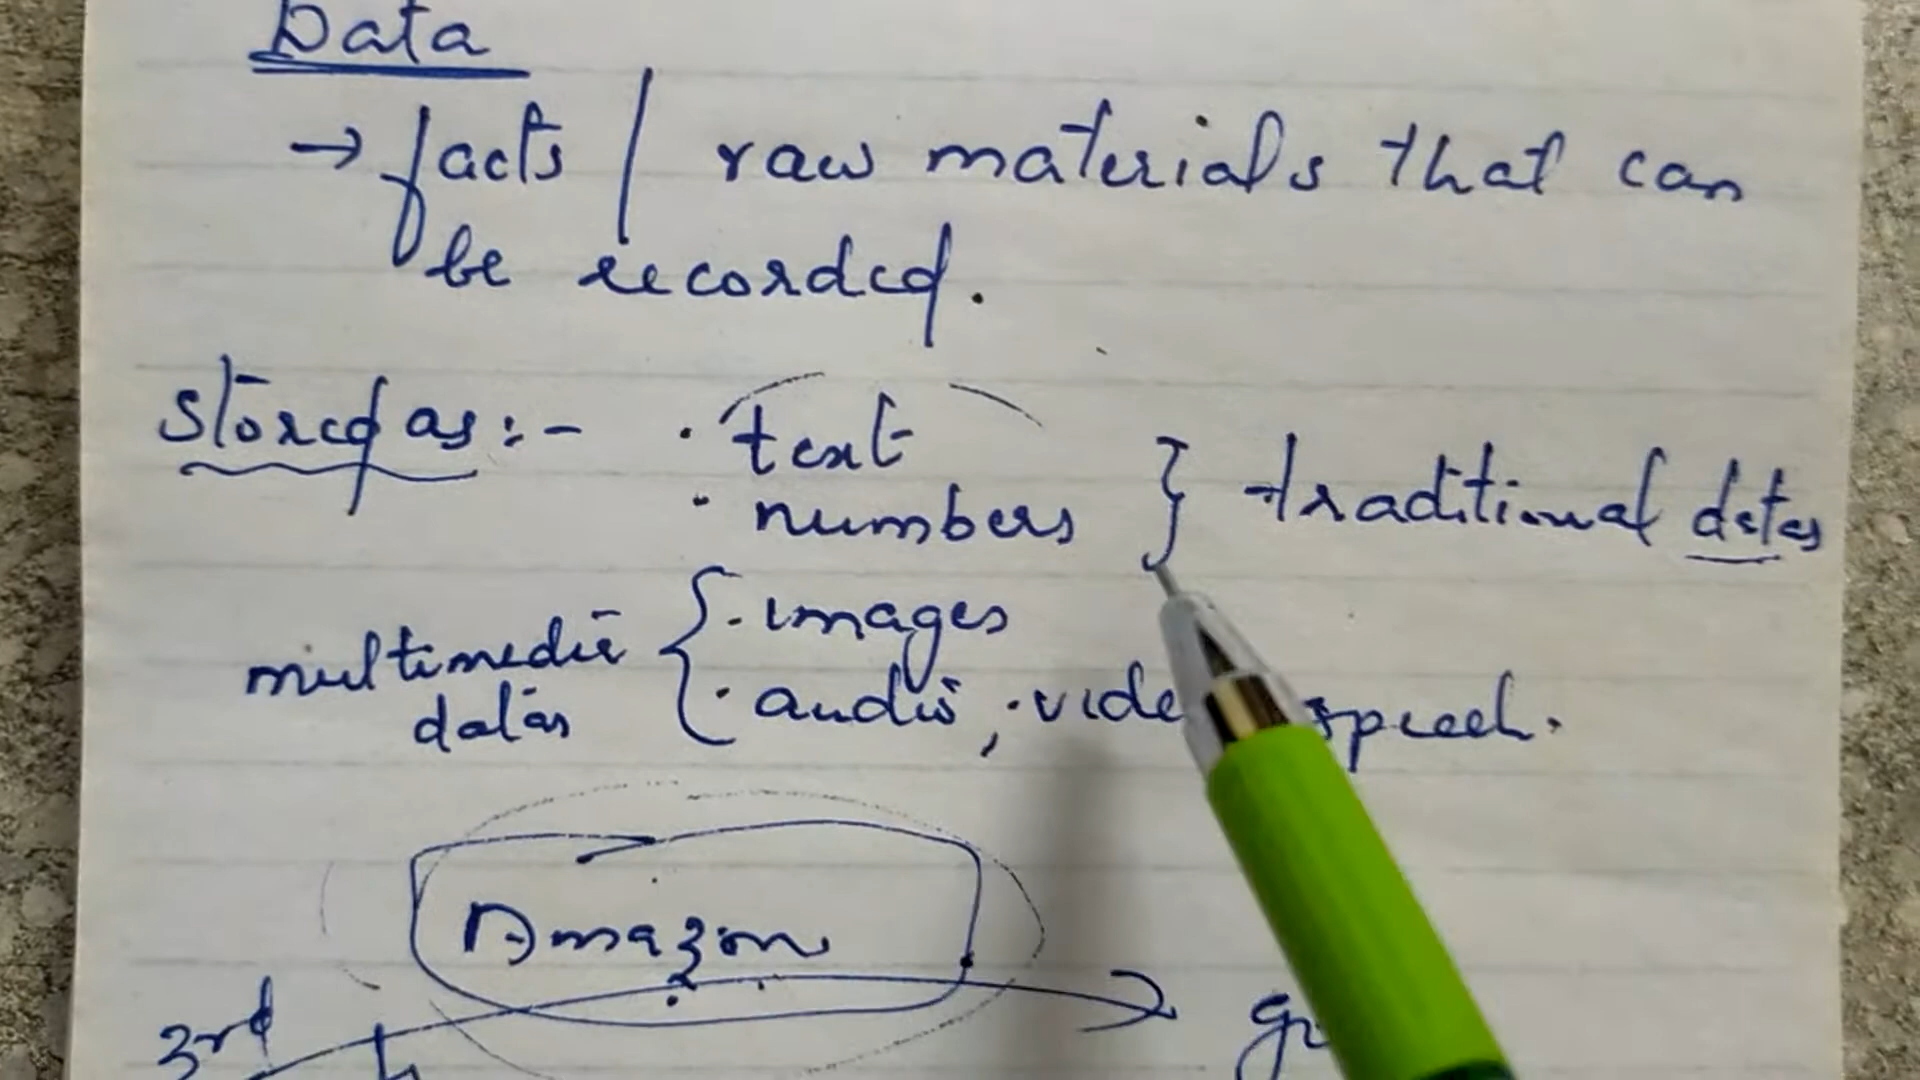 Data
→ facts / raw materials that can
be recorded.
Stored as :- · text
· numbers } traditional datas
multimedia datas { · images
· audio, · video speech.
Amazon
3rd